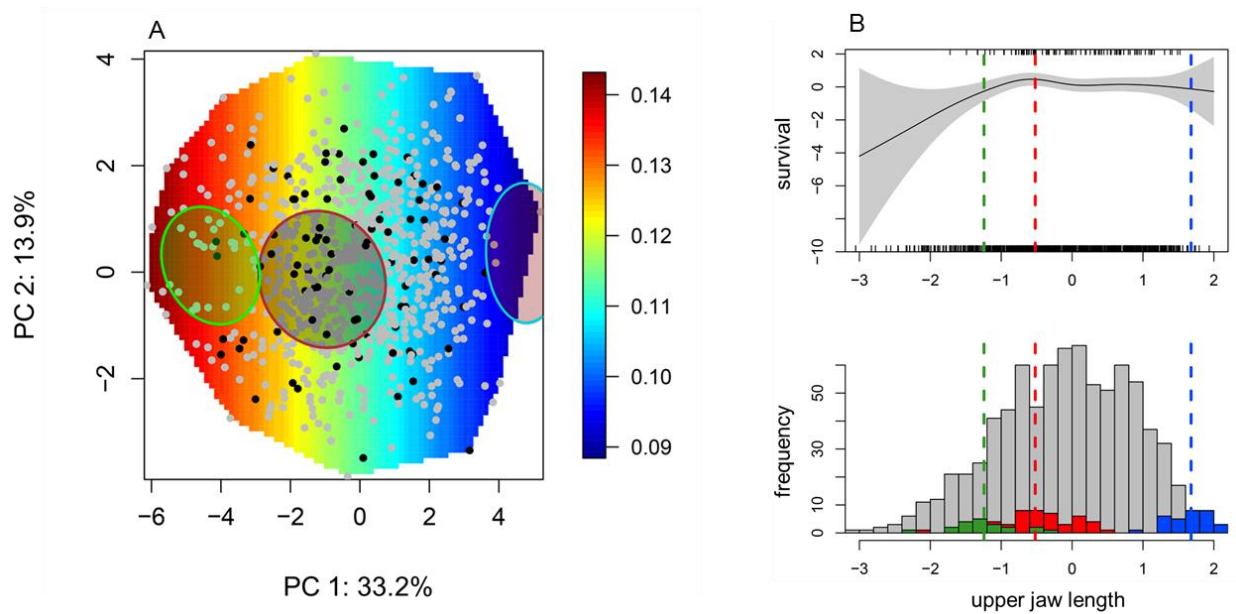 A
PC 2: 13.9%
4
2
0
−2
−6 −4 −2 0 2 4
PC 1: 33.2%
0.14
0.13
0.12
0.11
0.10
0.09
B
survival
2
0
−2
−4
−6
−10
−3 −2 −1 0 1 2
frequency
50
30
10
0
−3 −2 −1 0 1 2
upper jaw length